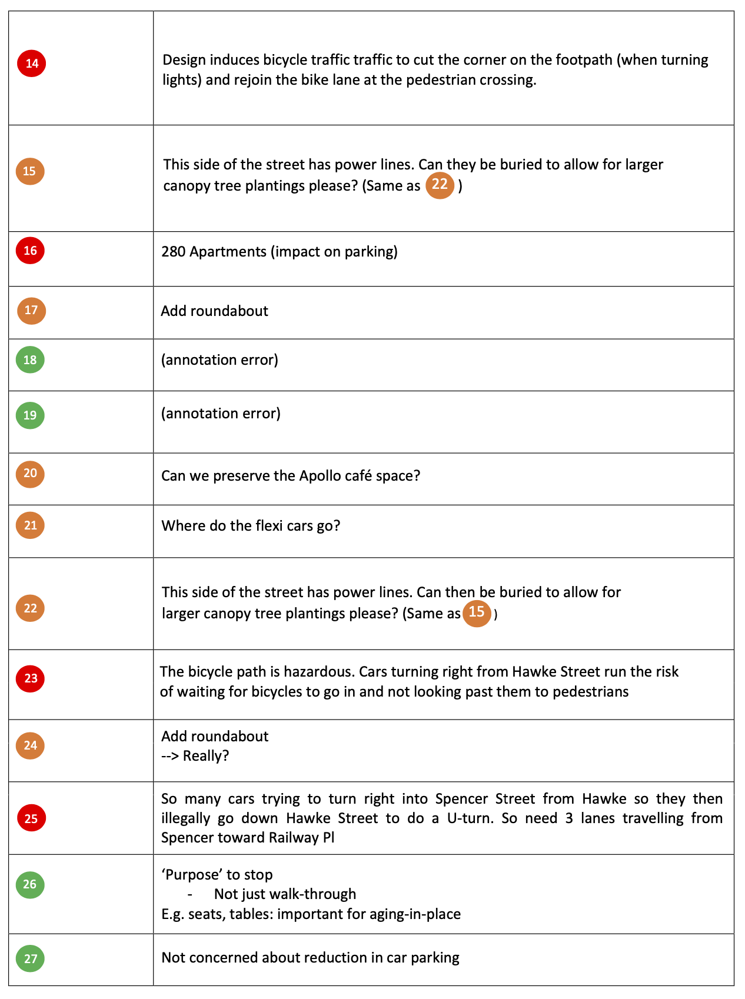 14
Design induces bicycle traffic traffic to cut the corner on the footpath (when turning
lights) and rejoin the bike lane at the pedestrian crossing.
15
This side of the street has power lines. Can they be buried to allow for larger
canopy tree plantings please? (Same as 22 )
16
280 Apartments (impact on parking)
17
Add roundabout
18
(annotation error)
19
(annotation error)
20
Can we preserve the Apollo café space?
21
Where do the flexi cars go?
22
This side of the street has power lines. Can then be buried to allow for
larger canopy tree plantings please? (Same as 15 )
23
The bicycle path is hazardous. Cars turning right from Hawke Street run the risk
of waiting for bicycles to go in and not looking past them to pedestrians
24
Add roundabout
--> Really?
25
So many cars trying to turn right into Spencer Street from Hawke so they then
illegally go down Hawke Street to do a U-turn. So need 3 lanes travelling from
Spencer toward Railway Pl
26
‘Purpose’ to stop
- Not just walk-through
E.g. seats, tables: important for aging-in-place
27
Not concerned about reduction in car parking